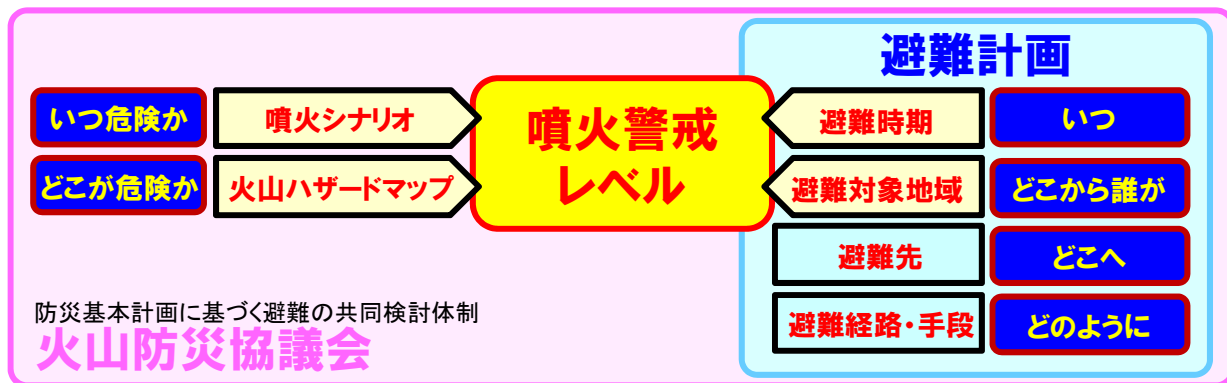 避難計画
いつ危険か
噴火シナリオ
噴火警戒
レベル
避難時期
いつ
どこが危険か
火山ハザードマップ
避難対象地域
どこから誰が
避難先
どこへ
避難経路・手段
どのように
防災基本計画に基づく避難の共同検討体制
火山防災協議会